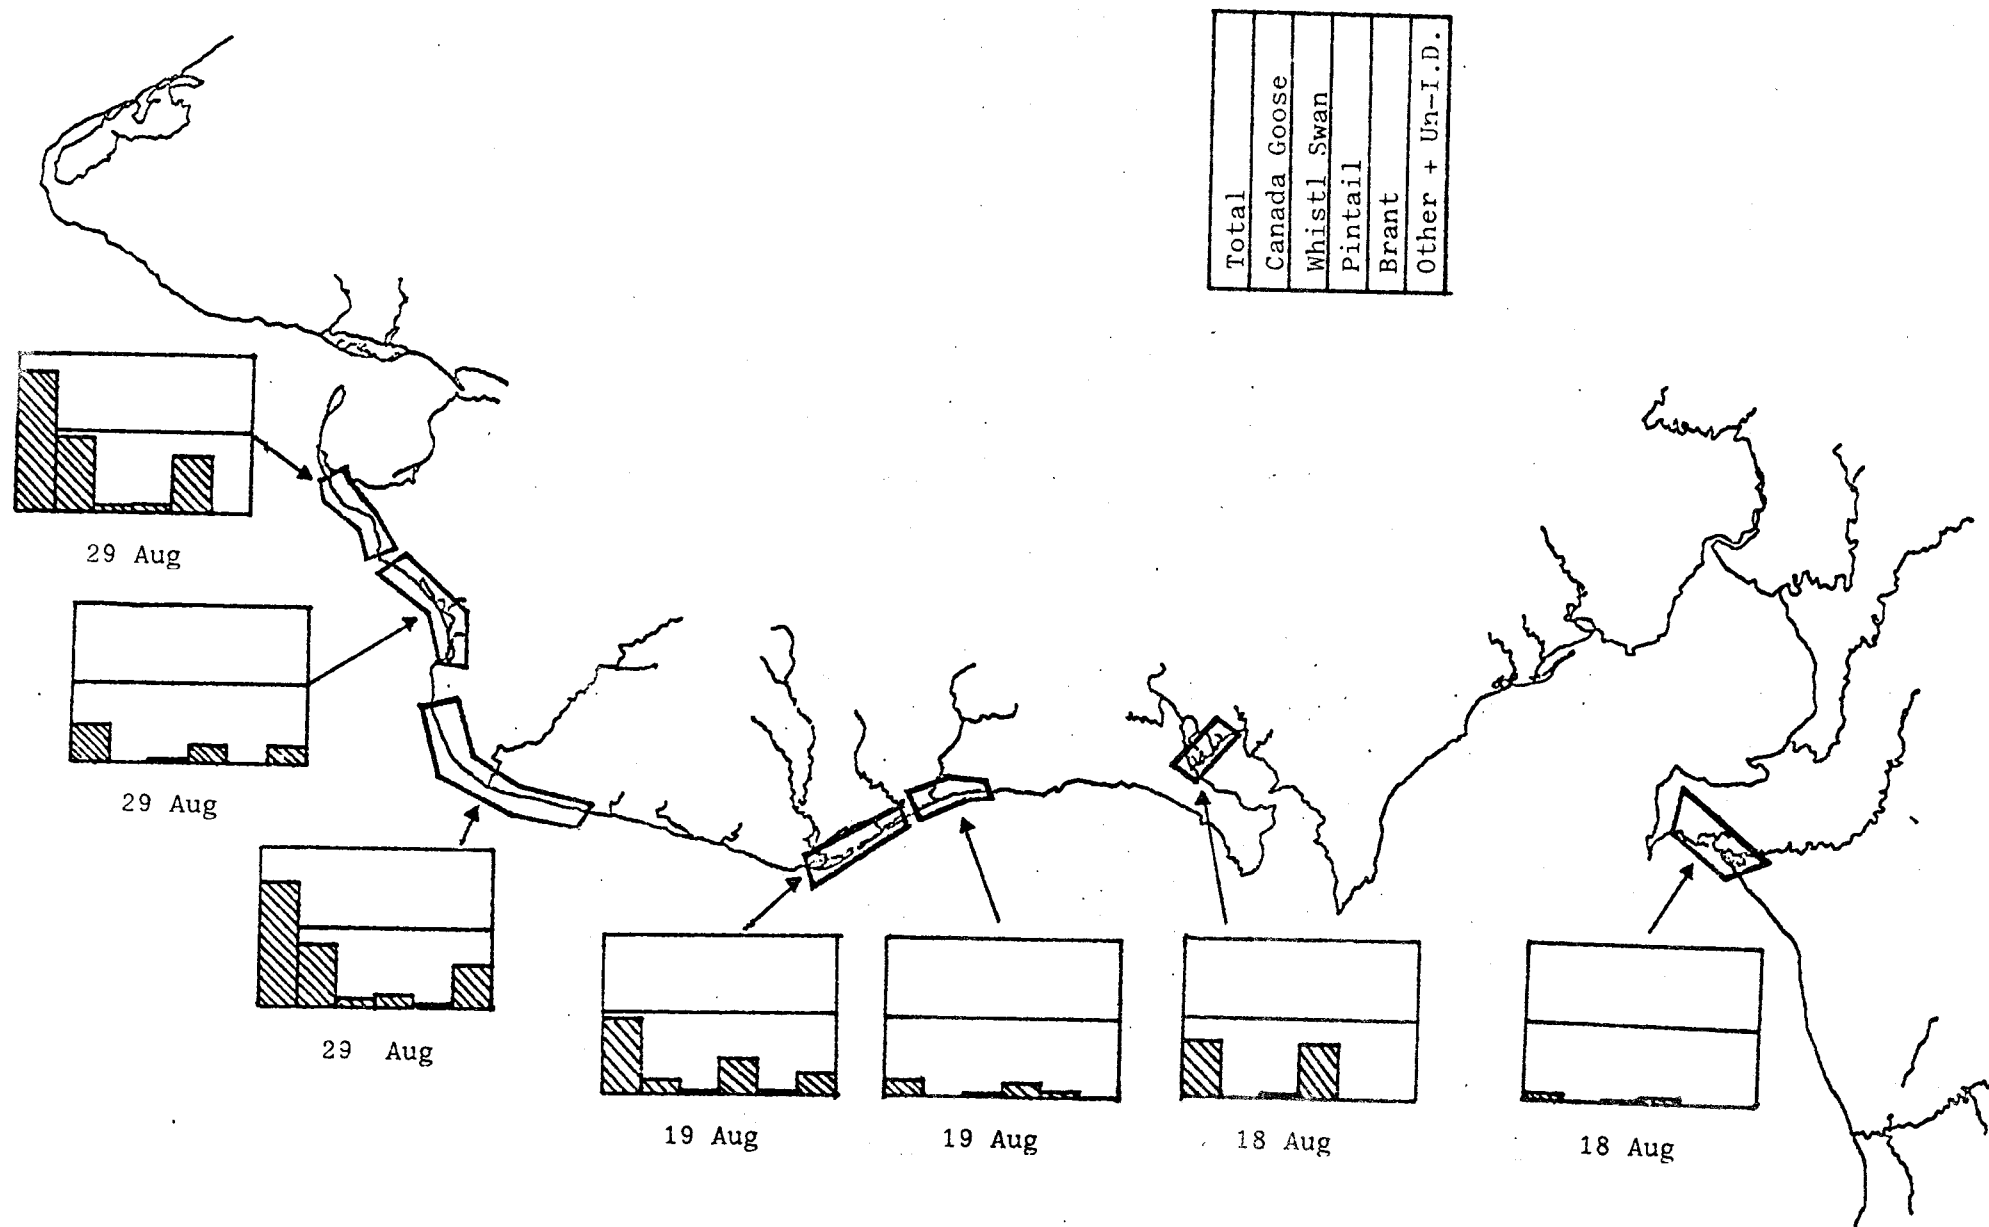 Total
Canada Goose
Whistl Swan
Pintail
Brant
Other + Un-I.D.
29 Aug
29 Aug
29 Aug
19 Aug
19 Aug
18 Aug
18 Aug